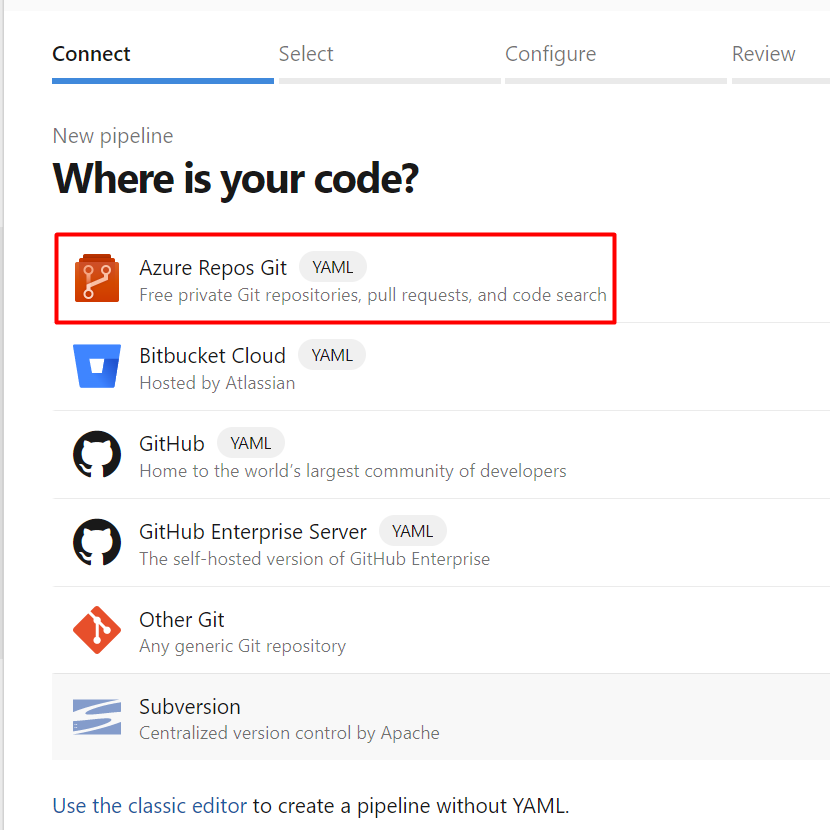 Connect Select Configure Review
New pipeline
Where is your code?
Azure Repos Git YAML
Free private Git repositories, pull requests, and code search
Bitbucket Cloud YAML
Hosted by Atlassian
GitHub YAML
Home to the world's largest community of developers
GitHub Enterprise Server YAML
The self-hosted version of GitHub Enterprise
Other Git
Any generic Git repository
Subversion
Centralized version control by Apache
Use the classic editor to create a pipeline without YAML.